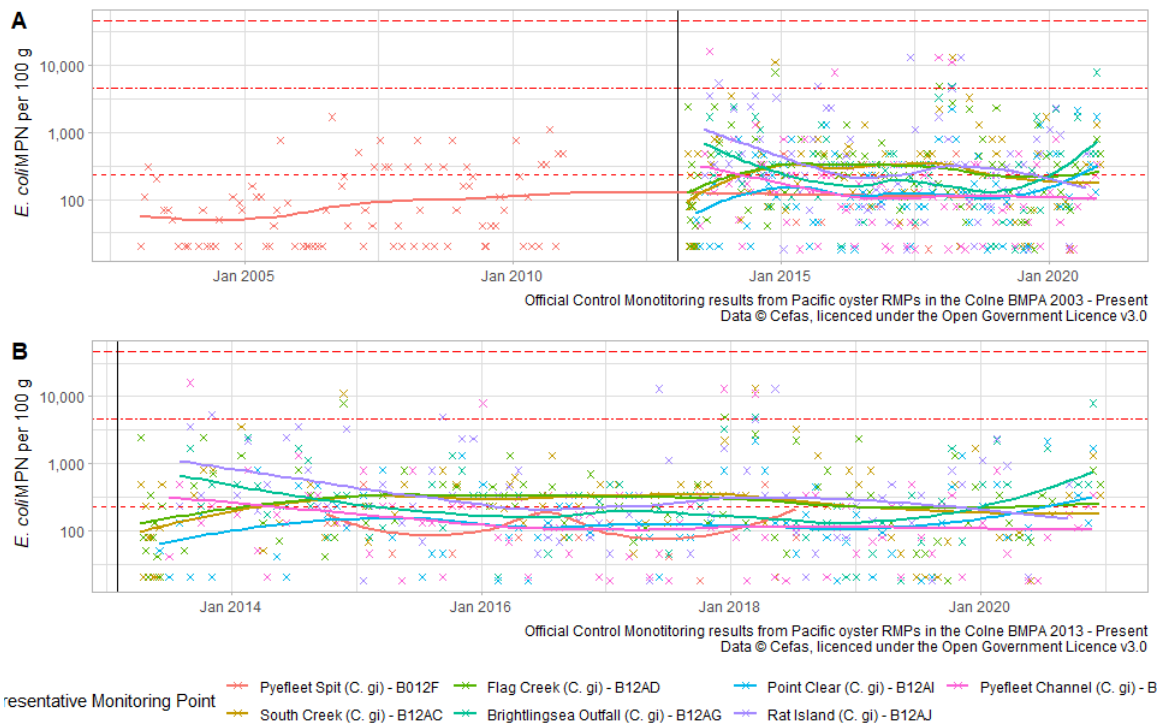 A
E. coli MPN per 100 g
10,000
1,000
100
Jan 2005
Jan 2010
Jan 2015
Jan 2020
Official Control Monotitoring results from Pacific oyster RMPs in the Colne BMPA 2003 - Present
Data © Cefas, licenced under the Open Government Licence v3.0
B
E. coli MPN per 100 g
10,000
1,000
100
Jan 2014
Jan 2016
Jan 2018
Jan 2020
Official Control Monotitoring results from Pacific oyster RMPs in the Colne BMPA 2013 - Present
Data © Cefas, licenced under the Open Government Licence v3.0
resentative Monitoring Point
Pyefleet Spit (C. gi) - B012F
Flag Creek (C. gi) - B12AD
Point Clear (C. gi) - B12AI
Pyefleet Channel (C. gi) - B
South Creek (C. gi) - B12AC
Brightlingsea Outfall (C. gi) - B12AG
Rat Island (C. gi) - B12AJ